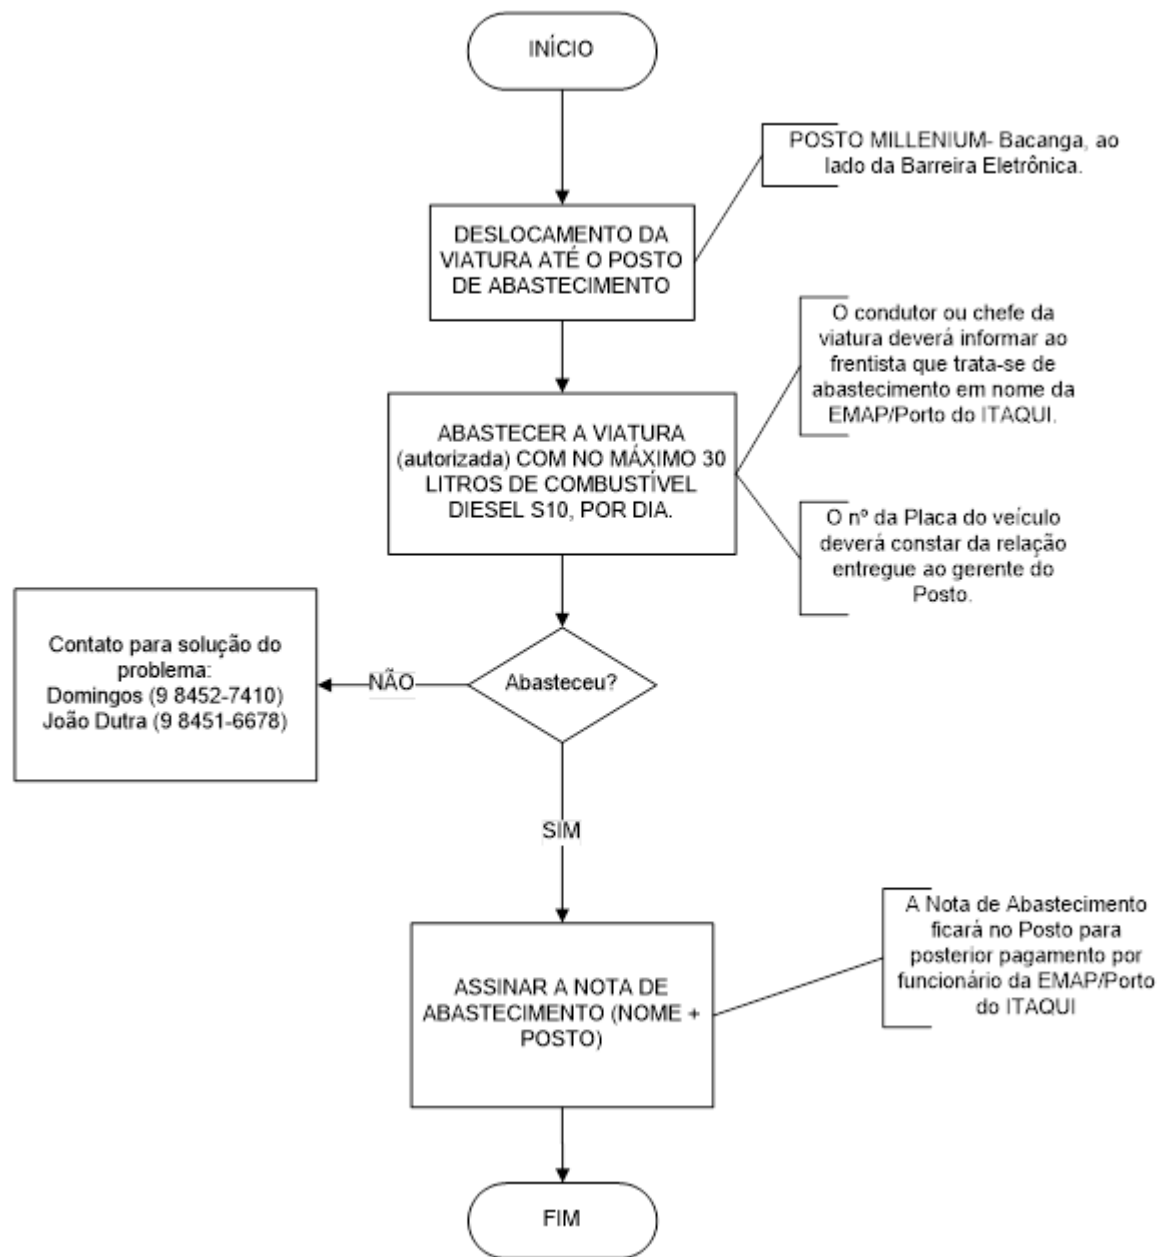 INÍCIO
POSTO MILLENIUM- Bacanga, ao
lado da Barreira Eletrônica.
DESLOCAMENTO DA
VIATURA ATÉ O POSTO
DE ABASTECIMENTO
O condutor ou chefe da
viatura deverá informar ao
frentista que trata-se de
abastecimento em nome da
EMAP/Porto do ITAQUI.
ABASTECER A VIATURA
(autorizada) COM NO MÁXIMO 30
LITROS DE COMBUSTÍVEL
DIESEL S10, POR DIA.
O nº da Placa do veículo
deverá constar da relação
entregue ao gerente do
Posto.
Contato para solução do
problema:
Domingos (9 8452-7410)
João Dutra (9 8451-6678)
NÃO
Abasteceu?
SIM
A Nota de Abastecimento
ficará no Posto para
posterior pagamento por
funcionário da EMAP/Porto
do ITAQUI
ASSINAR A NOTA DE
ABASTECIMENTO (NOME +
POSTO)
FIM